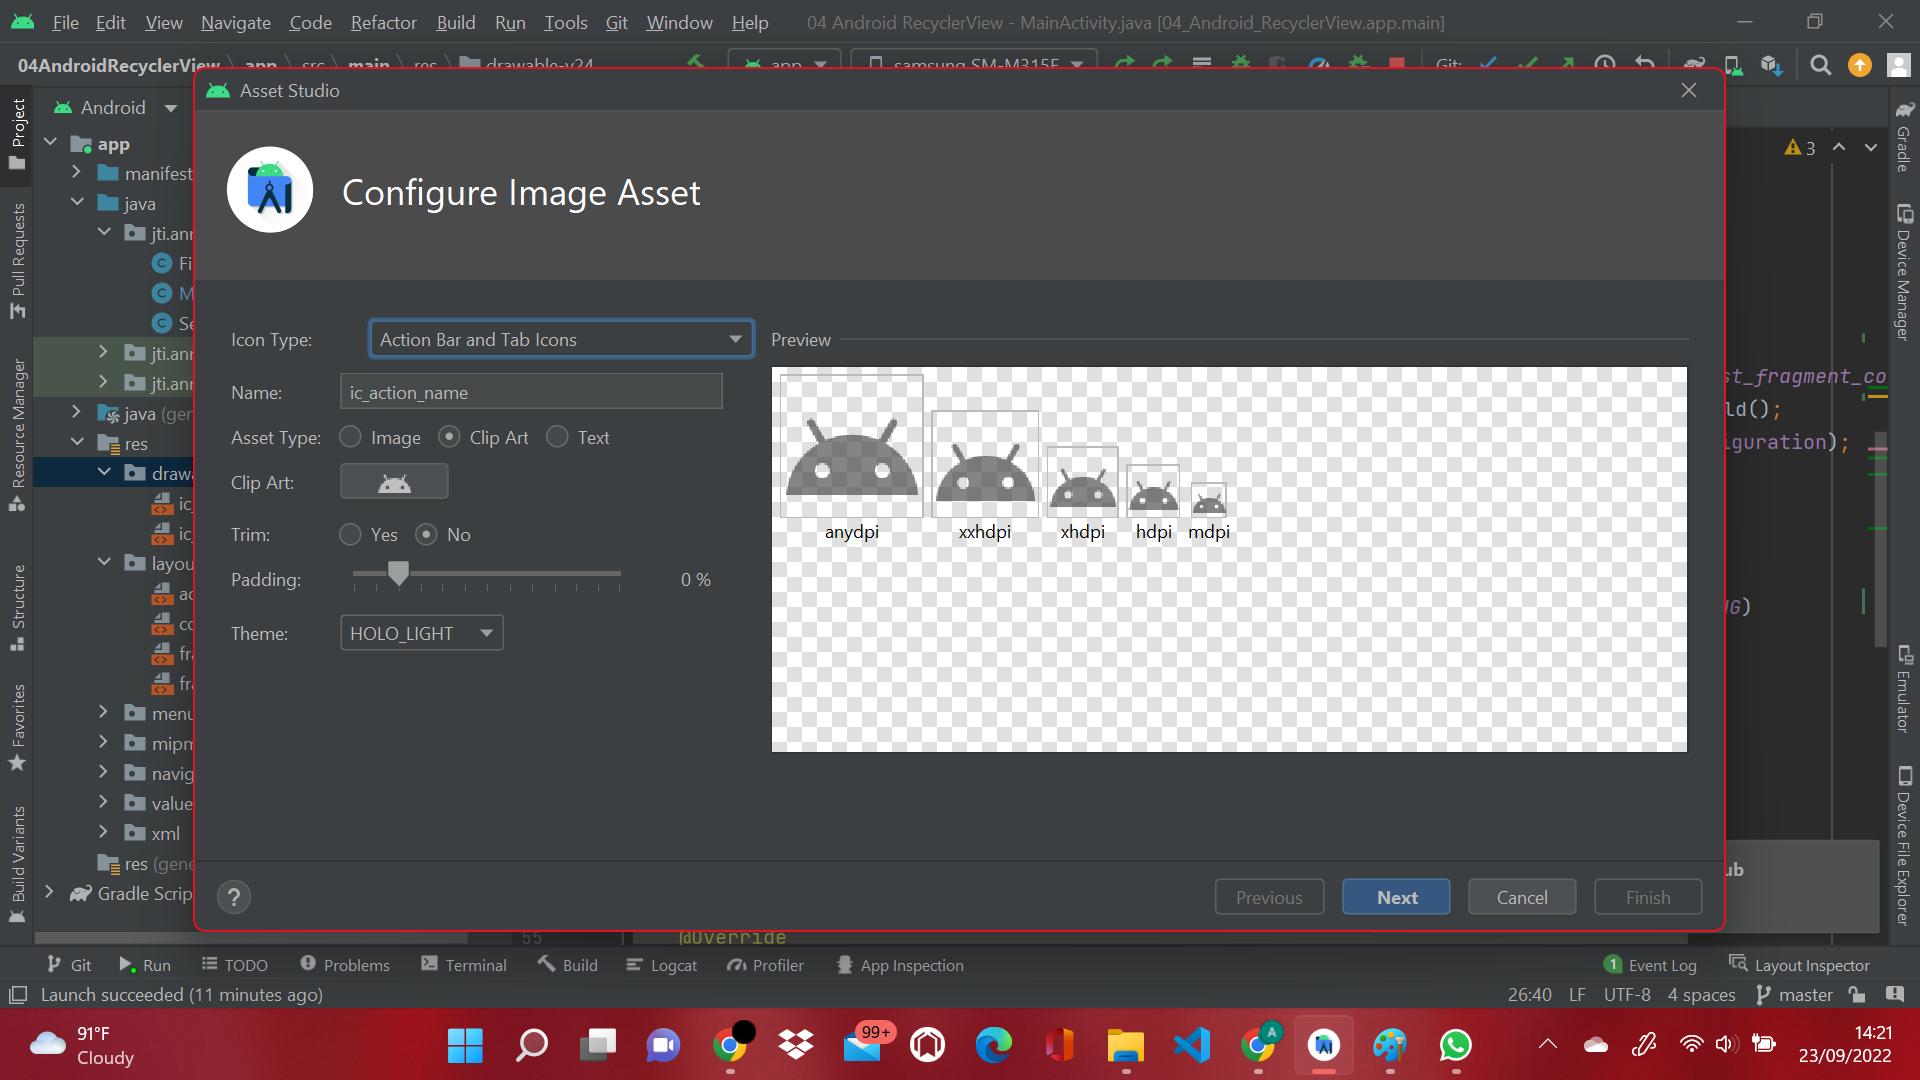 File Edit View Navigate Code Refactor Build Run Tools Git Window Help 04 Android RecyclerView - MainActivity.java [04_Android_RecyclerView.app.main]
04AndroidRecyclerView app src main res drawable-v24 app samsung SM-M315F Git:
Asset Studio
Project
Android
Gradle
app
3
manifest
Configure Image Asset
java
Pull Requests
jti.anr
Device Manager
C Fi
C M
C Se
Icon Type: Action Bar and Tab Icons Preview
jti.anr
Resource Manager
jti.anr
st_fragment_co
Name: ic_action_name
java (gen
ld();
Asset Type: Image Clip Art Text
res
iguration);
drawa
Clip Art:
ic
ic
anydpi xxhdpi xhdpi hdpi mdpi
Trim: Yes No
layou
Structure
Padding: 0 %
ac
IG)
co
Theme: HOLO_LIGHT
fra
Emulator
fra
Favorites
menu
mipm
navig
value
Device File Explorer
xml
Build Variants
res (gene
ub
Gradle Scrip
? Previous Next Cancel Finish
55 @Override
Git Run TODO Problems Terminal Build Logcat Profiler App Inspection 1 Event Log Layout Inspector
Launch succeeded (11 minutes ago) 26:40 LF UTF-8 4 spaces master
91°F
Cloudy
99+
A
14:21
23/09/2022